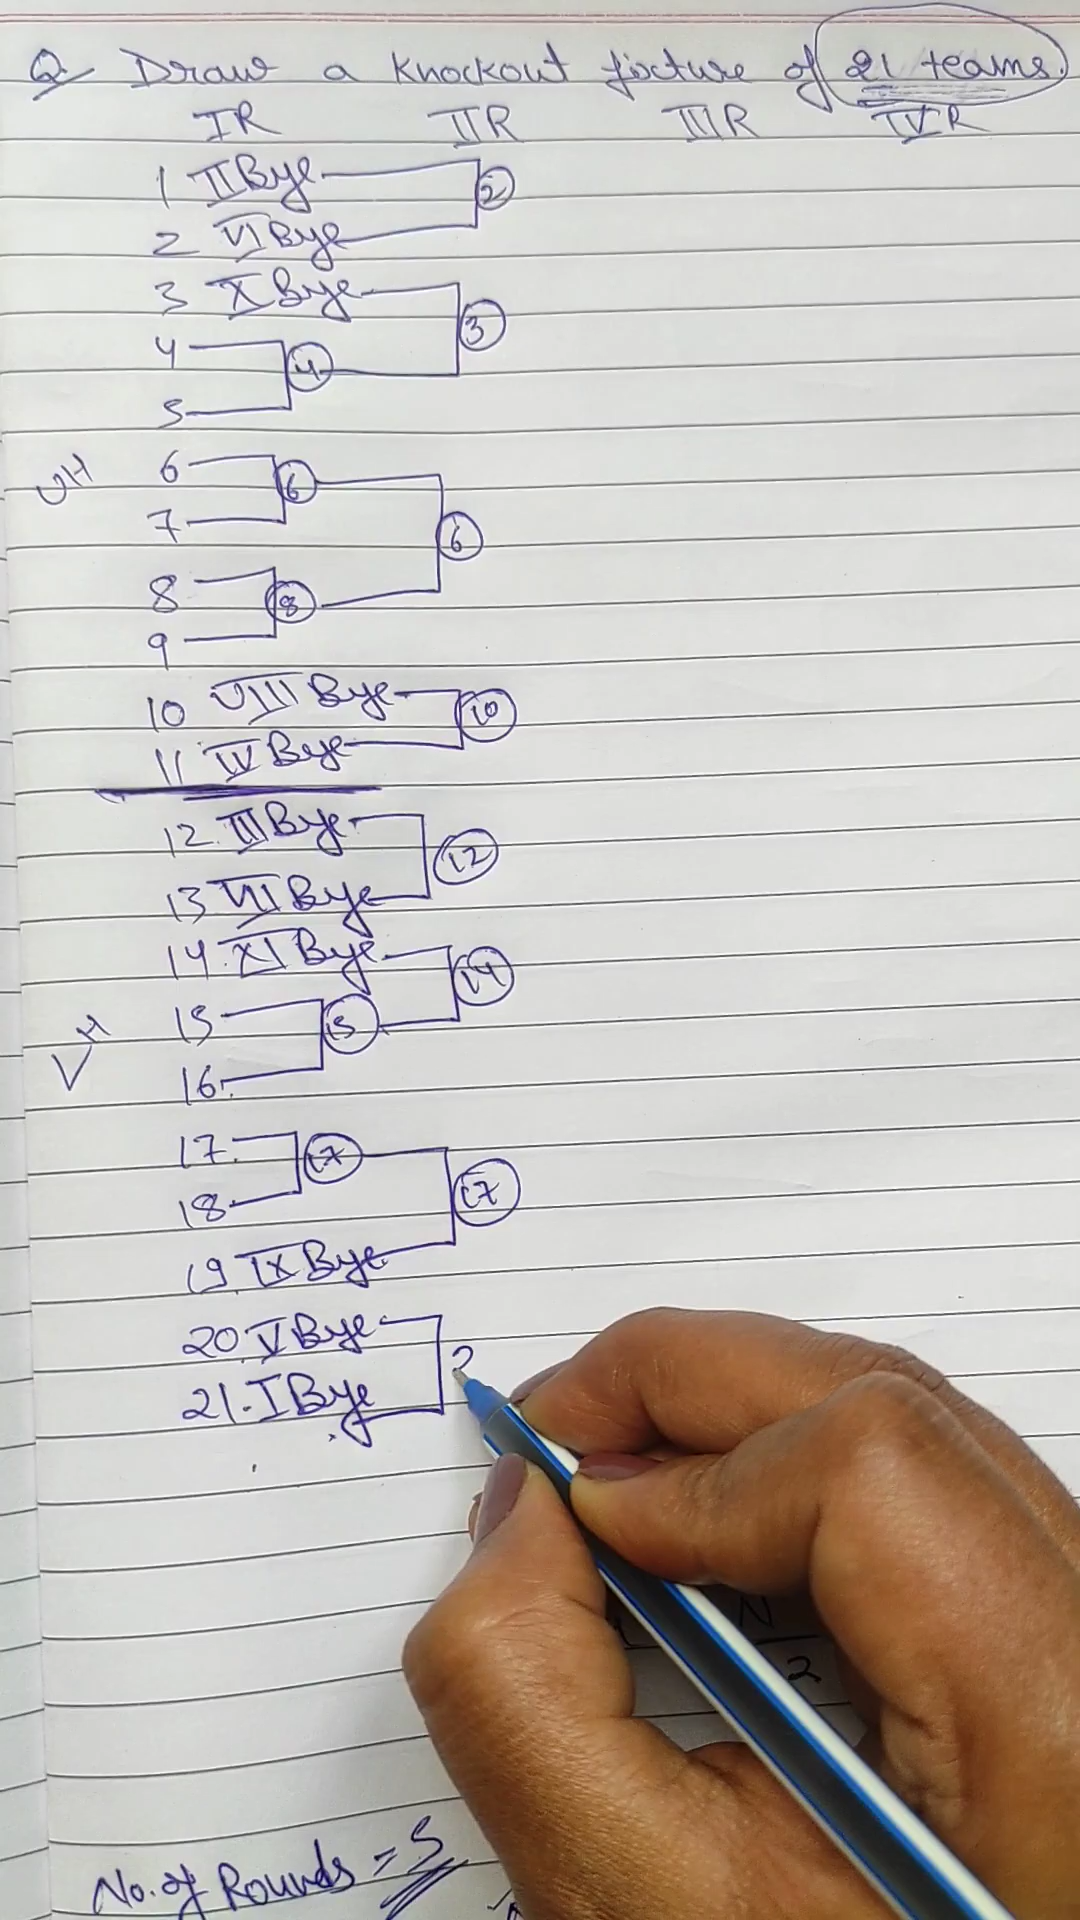 Q Draw a Knockout fixture of 21 teams.
IR IIR IIIR IVR
1 II Bye 2
2 VI Bye
3 X Bye 3
4 4
5
UH 6 6
7 6
8 8
9
10 VIII Bye 10
11 IV Bye
12. III Bye 12
13 VII Bye
14. XI Bye 14
15 15
VH 16.
17. 17
18 17
19 IX Bye
20 V Bye 2
21. I Bye
N
2
No. of Rounds = 5